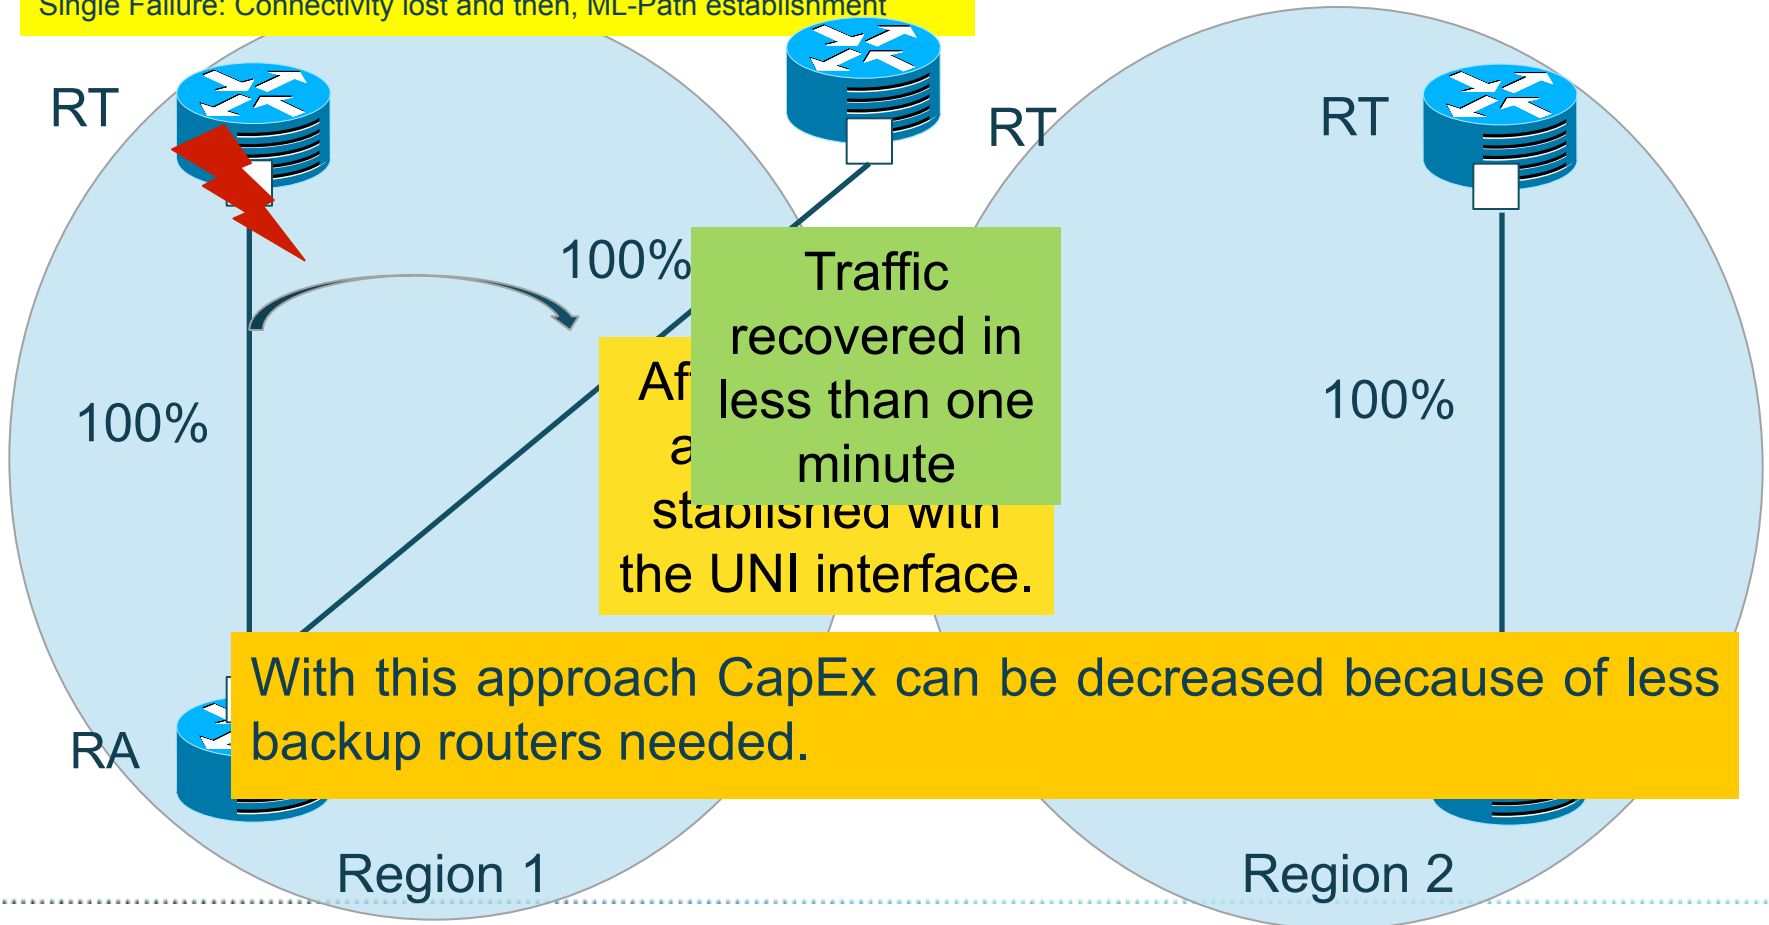 Single Failure: Connectivity lost and then, ML-Path establishment
RT
RT
RT
100%
Traffic
recovered in
less than one
minute
100%
100%
stablished with
the UNI interface.
With this approach CapEx can be decreased because of less
backup routers needed.
RA
Region 1
Region 2